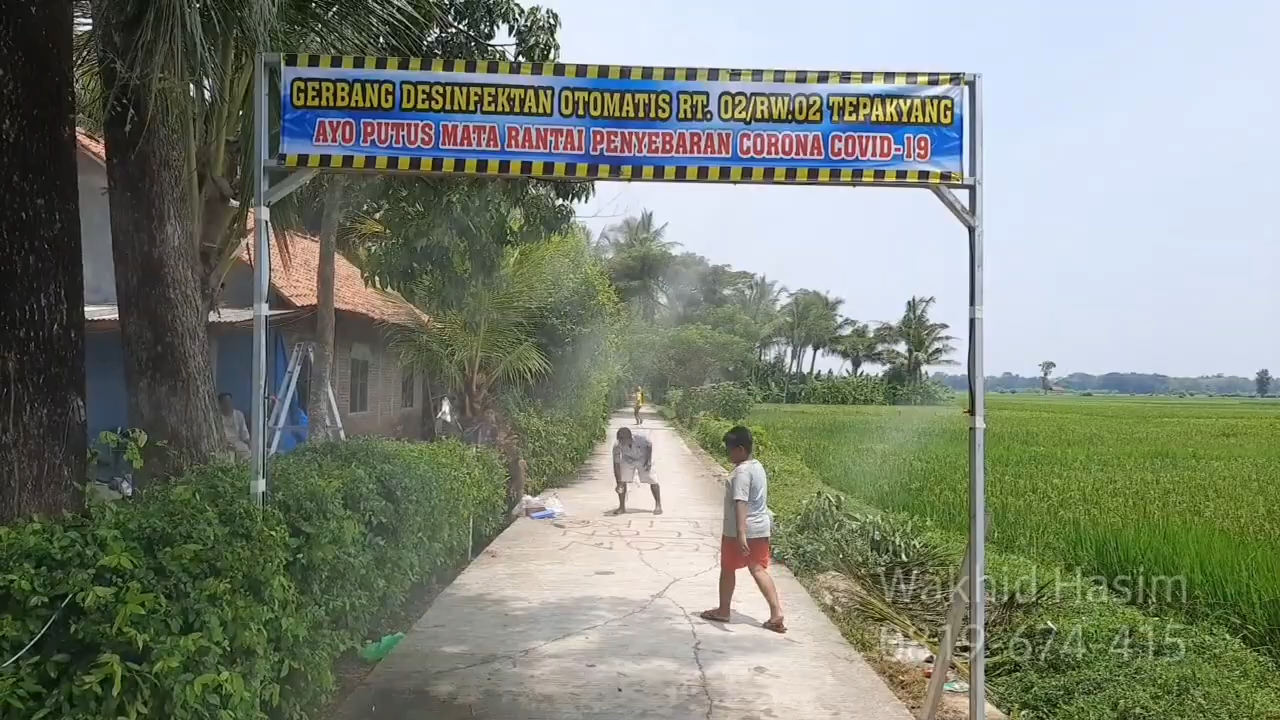 GERBANG DESINFEKTAN OTOMATIS RT. 02/RW.02 TEPAKYANG
AYO PUTUS MATA RANTAI PENYEBARAN CORONA COVID-19
Wakhid Hasim